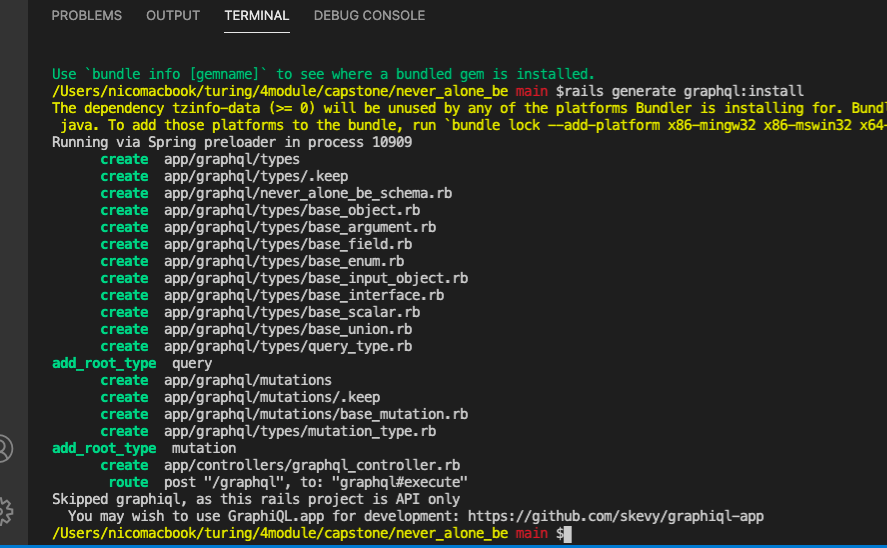 PROBLEMS OUTPUT TERMINAL DEBUG CONSOLE
Use `bundle info [gemname]` to see where a bundled gem is installed.
/Users/nicomacbook/turing/4module/capstone/never_alone_be main $rails generate graphql:install
The dependency tzinfo-data (>= 0) will be unused by any of the platforms Bundler is installing for. Bund
java. To add those platforms to the bundle, run `bundle lock --add-platform x86-mingw32 x86-mswin32 x64-
Running via Spring preloader in process 10909
create app/graphql/types
create app/graphql/types/.keep
create app/graphql/never_alone_be_schema.rb
create app/graphql/types/base_object.rb
create app/graphql/types/base_argument.rb
create app/graphql/types/base_field.rb
create app/graphql/types/base_enum.rb
create app/graphql/types/base_input_object.rb
create app/graphql/types/base_interface.rb
create app/graphql/types/base_scalar.rb
create app/graphql/types/base_union.rb
create app/graphql/types/query_type.rb
add_root_type query
create app/graphql/mutations
create app/graphql/mutations/.keep
create app/graphql/mutations/base_mutation.rb
create app/graphql/types/mutation_type.rb
add_root_type mutation
create app/controllers/graphql_controller.rb
route post "/graphql", to: "graphql#execute"
Skipped graphiql, as this rails project is API only
You may wish to use GraphiQL.app for development: https://github.com/skevy/graphiql-app
/Users/nicomacbook/turing/4module/capstone/never_alone_be main $